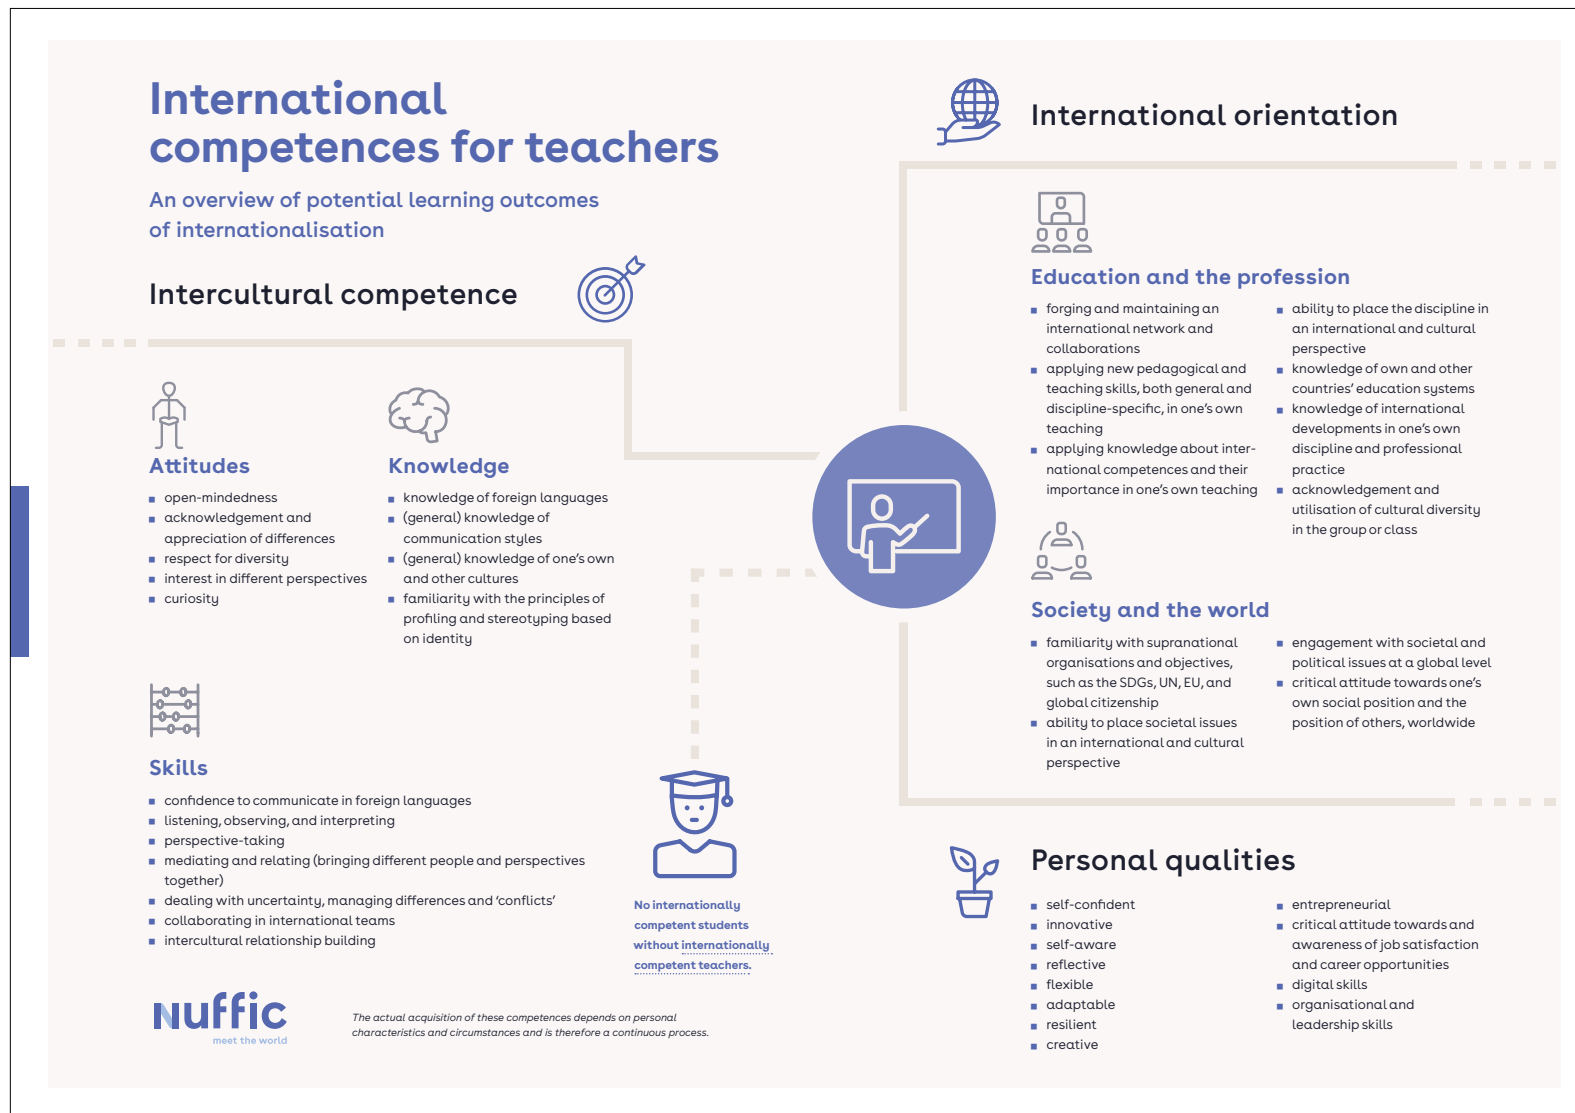 International
competences for teachers
An overview of potential learning outcomes
of internationalisation
Intercultural competence
Attitudes
open-mindedness
acknowledgement and
appreciation of differences
respect for diversity
interest in different perspectives
curiosity
Knowledge
knowledge of foreign languages
(general) knowledge of
communication styles
(general) knowledge of one's own
and other cultures
familiarity with the principles of
profiling and stereotyping based
on identity
Skills
confidence to communicate in foreign languages
listening, observing, and interpreting
perspective-taking
mediating and relating (bringing different people and perspectives
together)
dealing with uncertainty, managing differences and ‘conflicts’
collaborating in international teams
intercultural relationship building
No internationally
competent students
without internationally
competent teachers.
nuffic
meet the world
The actual acquisition of these competences depends on personal
characteristics and circumstances and is therefore a continuous process.
International orientation
Education and the profession
forging and maintaining an
international network and
collaborations
applying new pedagogical and
teaching skills, both general and
discipline-specific, in one's own
teaching
applying knowledge about inter-
national competences and their
importance in one's own teaching
ability to place the discipline in
an international and cultural
perspective
knowledge of own and other
countries' education systems
knowledge of international
developments in one's own
discipline and professional
practice
acknowledgement and
utilisation of cultural diversity
in the group or class
Society and the world
familiarity with supranational
organisations and objectives,
such as the SDGs, UN, EU, and
global citizenship
ability to place societal issues
in an international and cultural
perspective
engagement with societal and
political issues at a global level
critical attitude towards one's
own social position and the
position of others, worldwide
Personal qualities
self-confident
innovative
self-aware
reflective
flexible
adaptable
resilient
creative
entrepreneurial
critical attitude towards and
awareness of job satisfaction
and career opportunities
digital skills
organisational and
leadership skills